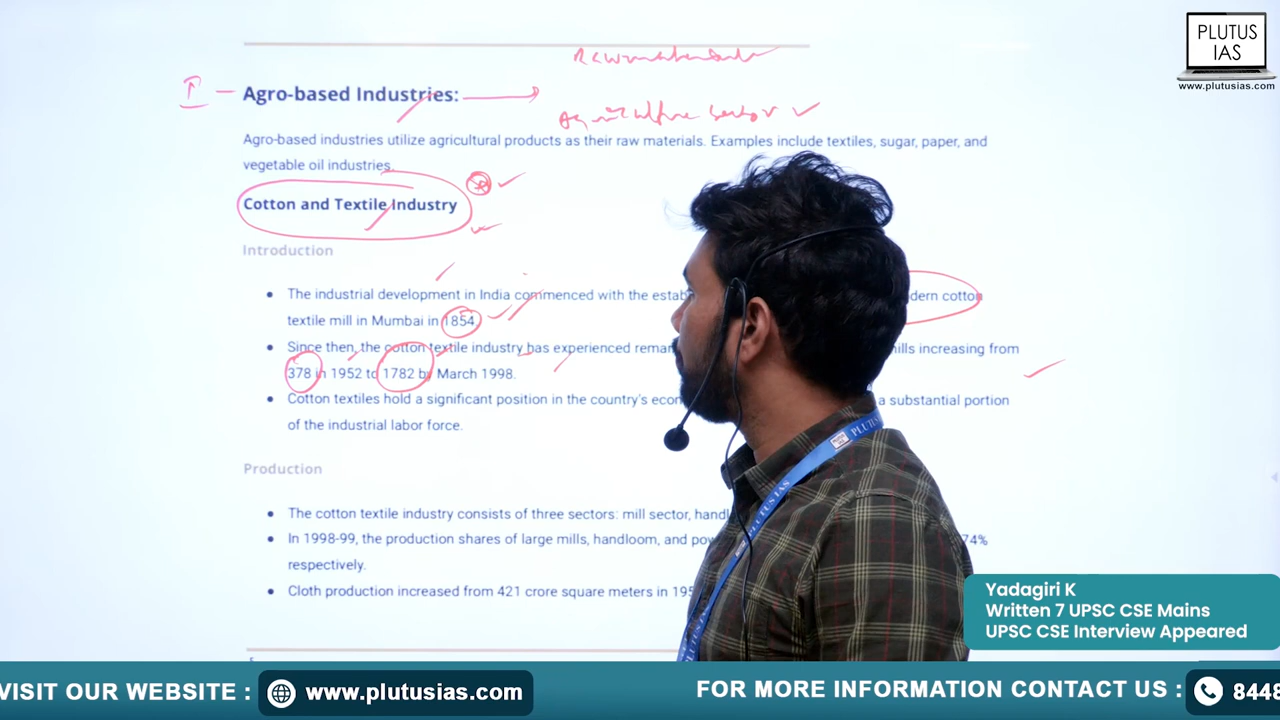 PLUTUS
IAS
www.plutusias.com
I - Agro-based Industries:
Agriculture sector
Agro-based industries utilize agricultural products as their raw materials. Examples include textiles, sugar, paper, and
vegetable oil industries.
Cotton and Textile Industry
Introduction
• The industrial development in India commenced with the estab dern cotton
textile mill in Mumbai in 1854.
• Since then, the cotton textile industry has experienced remar ills increasing from
378 in 1952 to 1782 by March 1998.
• Cotton textiles hold a significant position in the country's econ a substantial portion
of the industrial labor force.
Production
• The cotton textile industry consists of three sectors: mill sector, handl
• In 1998-99, the production shares of large mills, handloom, and pow 74%
respectively.
• Cloth production increased from 421 crore square meters in 195
PLUTUS
PLUTUS IAS
Yadagiri K
Written 7 UPSC CSE Mains
UPSC CSE Interview Appeared
VISIT OUR WEBSITE : www.plutusias.com
FOR MORE INFORMATION CONTACT US : 8448